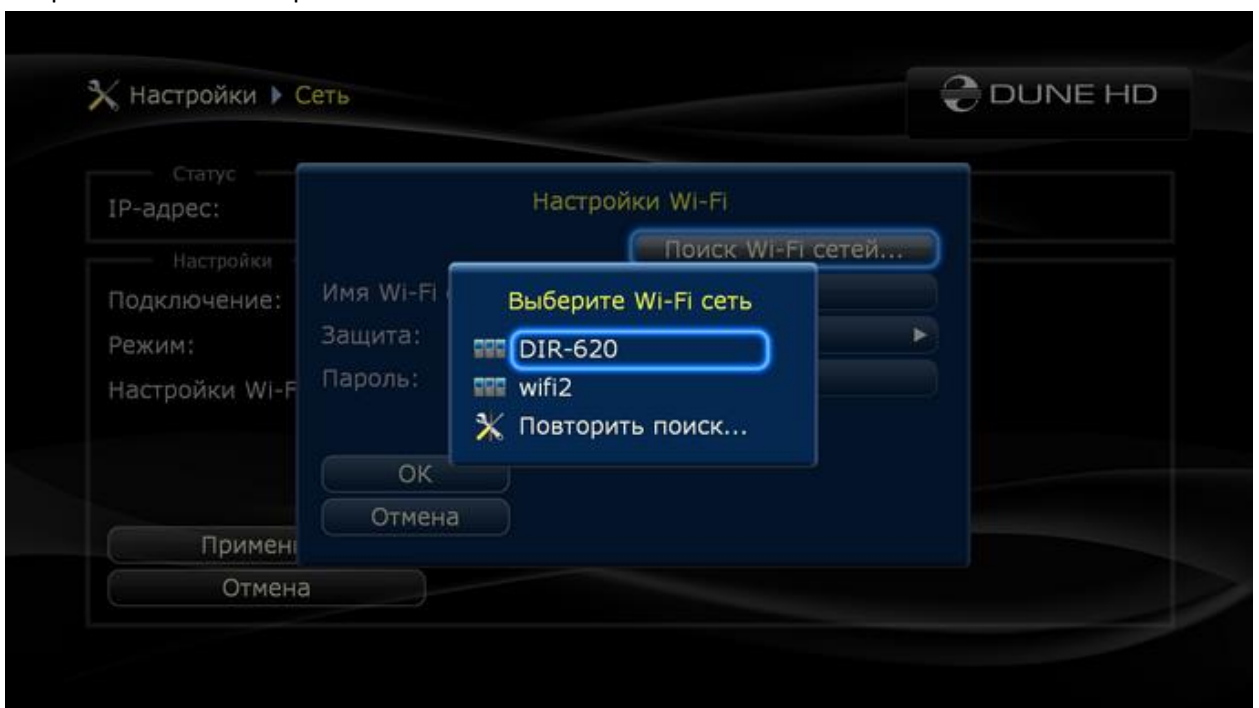 Настройки Сеть
DUNE HD
Статус
IP-адрес:
Настройки Wi-Fi
Поиск Wi-Fi сетей...
Настройки
Подключение:
Имя Wi-Fi
Выберите Wi-Fi сеть
Режим:
Защита:
DIR-620
Настройки Wi-F
Пароль:
wifi2
Повторить поиск...
OK
Отмена
Примен
Отмена